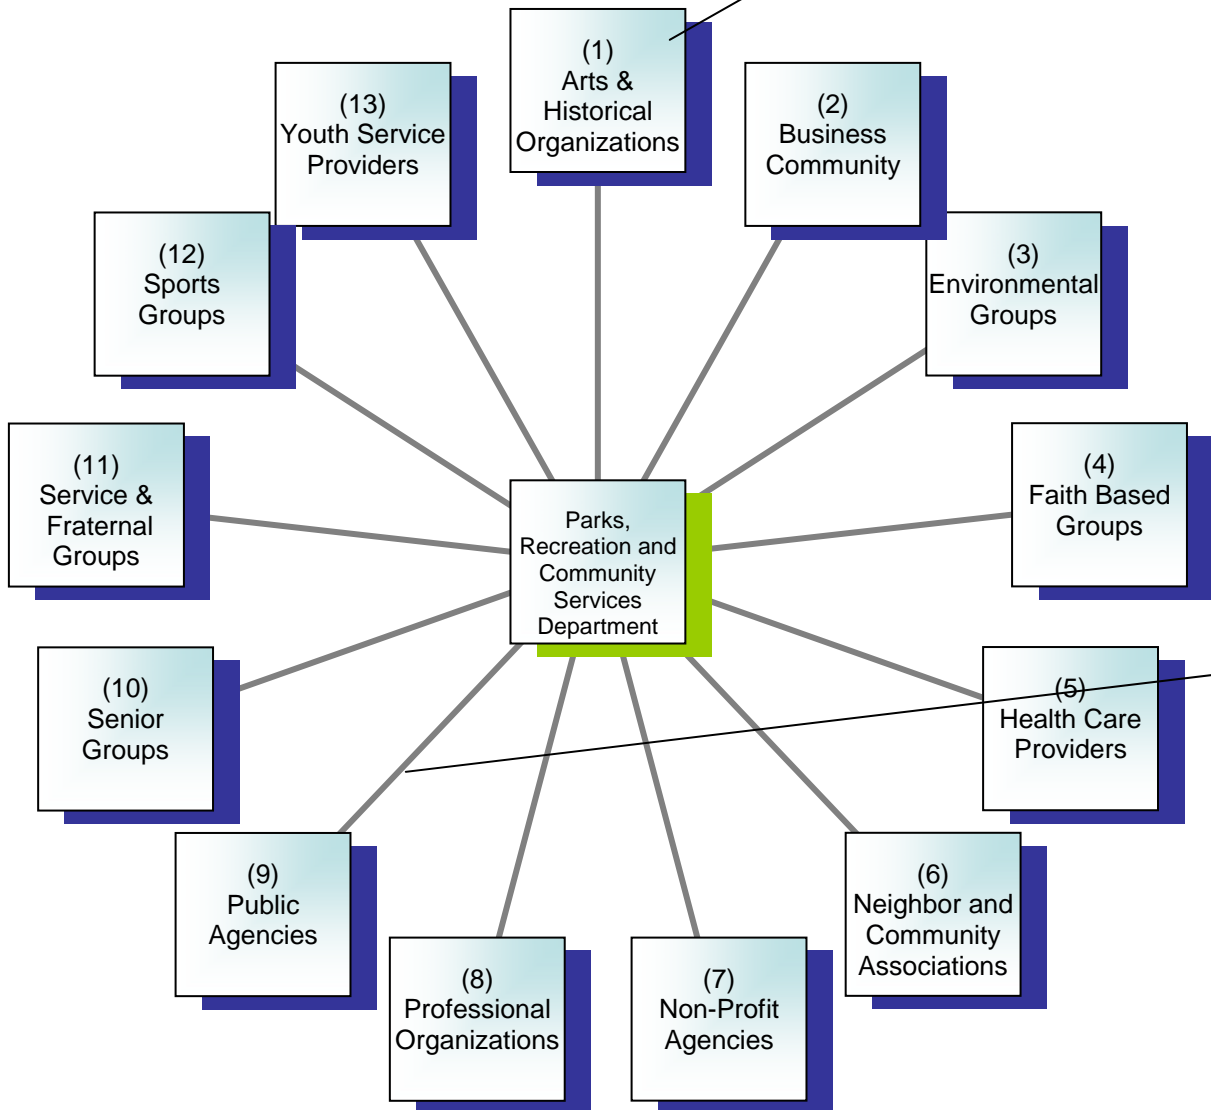 (1)
Arts &
Historical
Organizations
(2)
Business
Community
(3)
Environmental
Groups
(4)
Faith Based
Groups
(5)
Health Care
Providers
(6)
Neighbor and
Community
Associations
(7)
Non-Profit
Agencies
(8)
Professional
Organizations
(9)
Public
Agencies
(10)
Senior
Groups
(11)
Service &
Fraternal
Groups
(12)
Sports
Groups
(13)
Youth Service
Providers
Parks,
Recreation and
Community
Services
Department